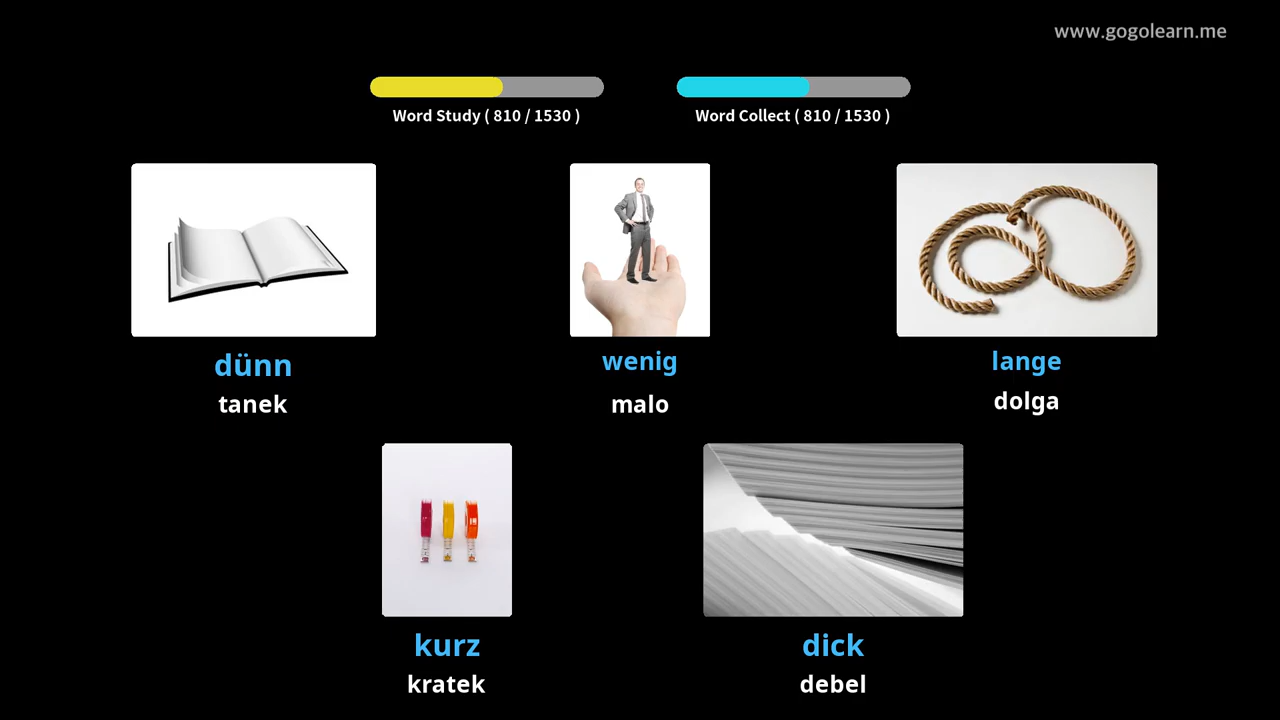 www.gogolearn.me
Word Study ( 810 / 1530 )
Word Collect ( 810 / 1530 )
dünn
tanek
wenig
malo
lange
dolga
kurz
kratek
dick
debel